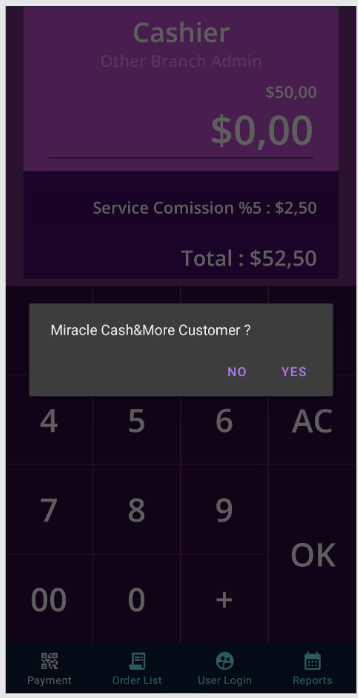 Cashier
Other Branch Admin
$50,00
$0,00
Service Comission %5 : $2,50
Total : $52,50
Miracle Cash&More Customer ?
NO YES
4 5 6 AC
7 8 9
OK
00 0 +
Payment Order List User Login Reports